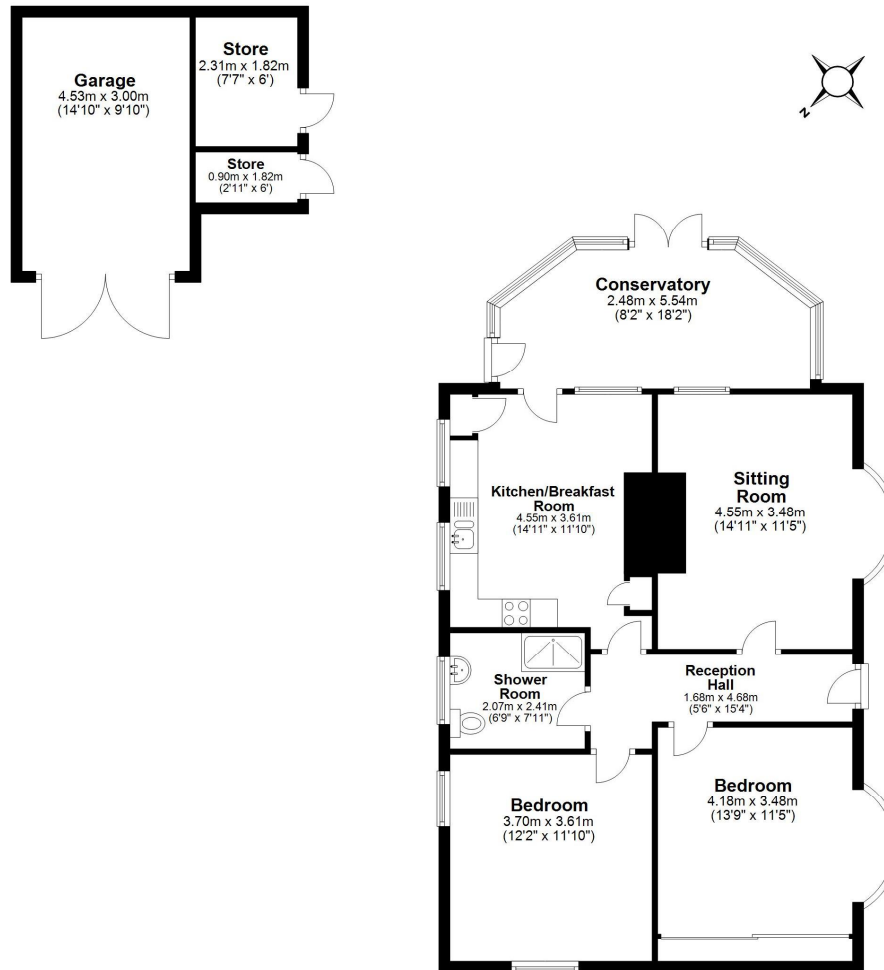 Garage
4.53m x 3.00m
(14'10" x 9'10")
Store
2.31m x 1.82m
(7'7" x 6')
Store
0.90m x 1.82m
(2'11" x 6')
N
Conservatory
2.48m x 5.54m
(8'2" x 18'2")
Kitchen/Breakfast
Room
4.55m x 3.61m
(14'11" x 11'10")
Sitting
Room
4.55m x 3.48m
(14'11" x 11'5")
Shower
Room
2.07m x 2.41m
(6'9" x 7'11")
Reception
Hall
1.68m x 4.68m
(5'6" x 15'4")
Bedroom
3.70m x 3.61m
(12'2" x 11'10")
Bedroom
4.18m x 3.48m
(13'9" x 11'5")